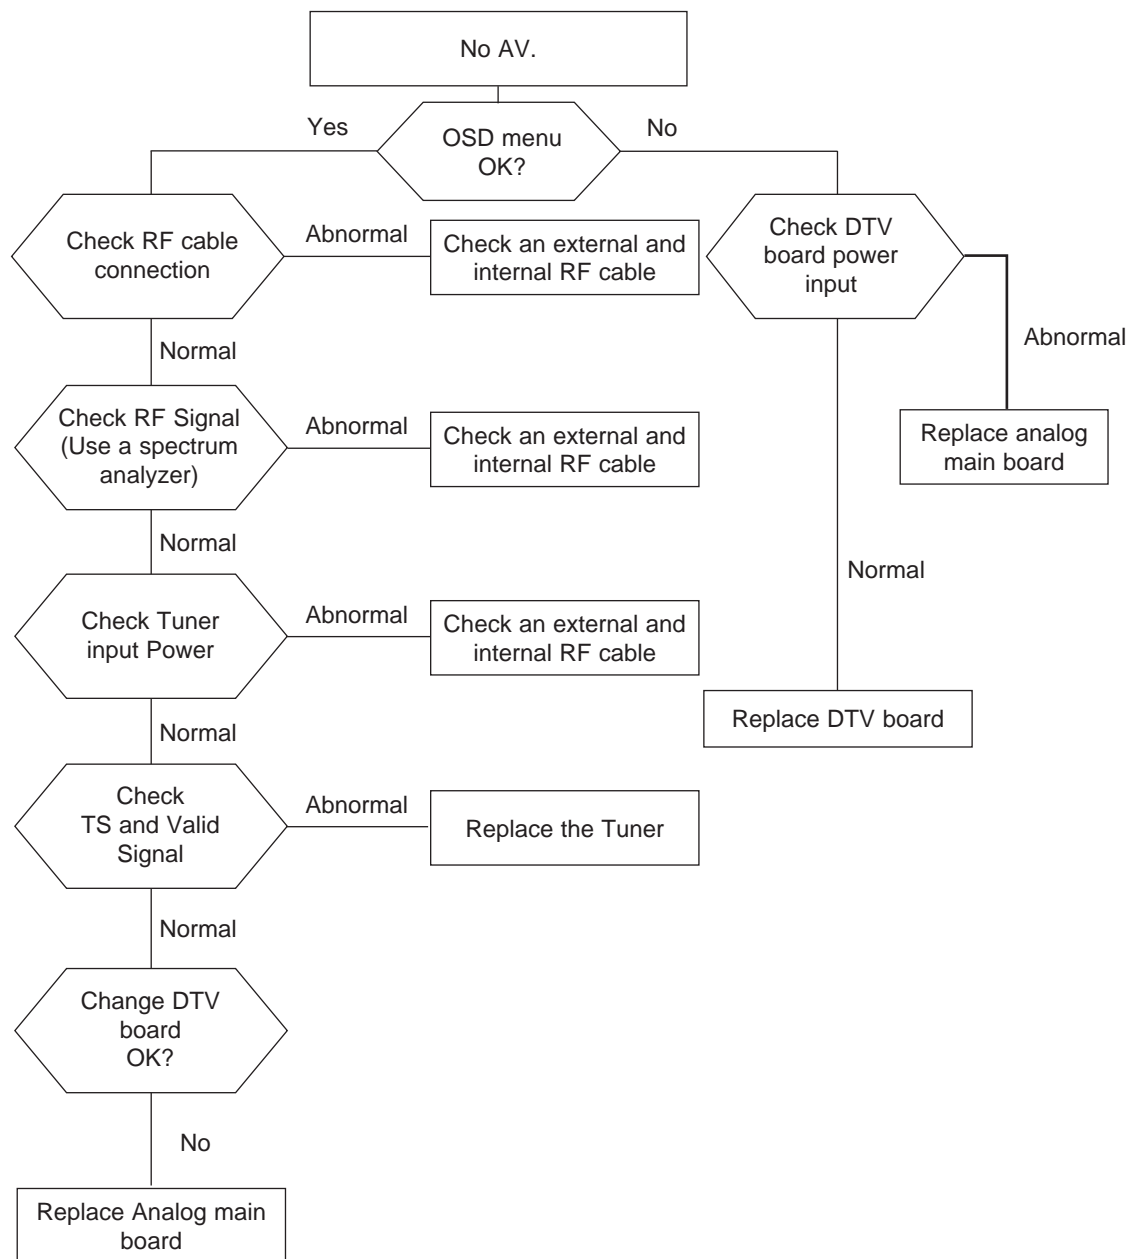 No AV.
Yes
OSD menu
OK?
No
Check RF cable
connection
Abnormal
Check an external and
internal RF cable
Check DTV
board power
input
Normal
Abnormal
Check RF Signal
(Use a spectrum
analyzer)
Abnormal
Check an external and
internal RF cable
Replace analog
main board
Normal
Normal
Check Tuner
input Power
Abnormal
Check an external and
internal RF cable
Replace DTV board
Normal
Check
TS and Valid
Signal
Abnormal
Replace the Tuner
Normal
Change DTV
board
OK?
No
Replace Analog main
board